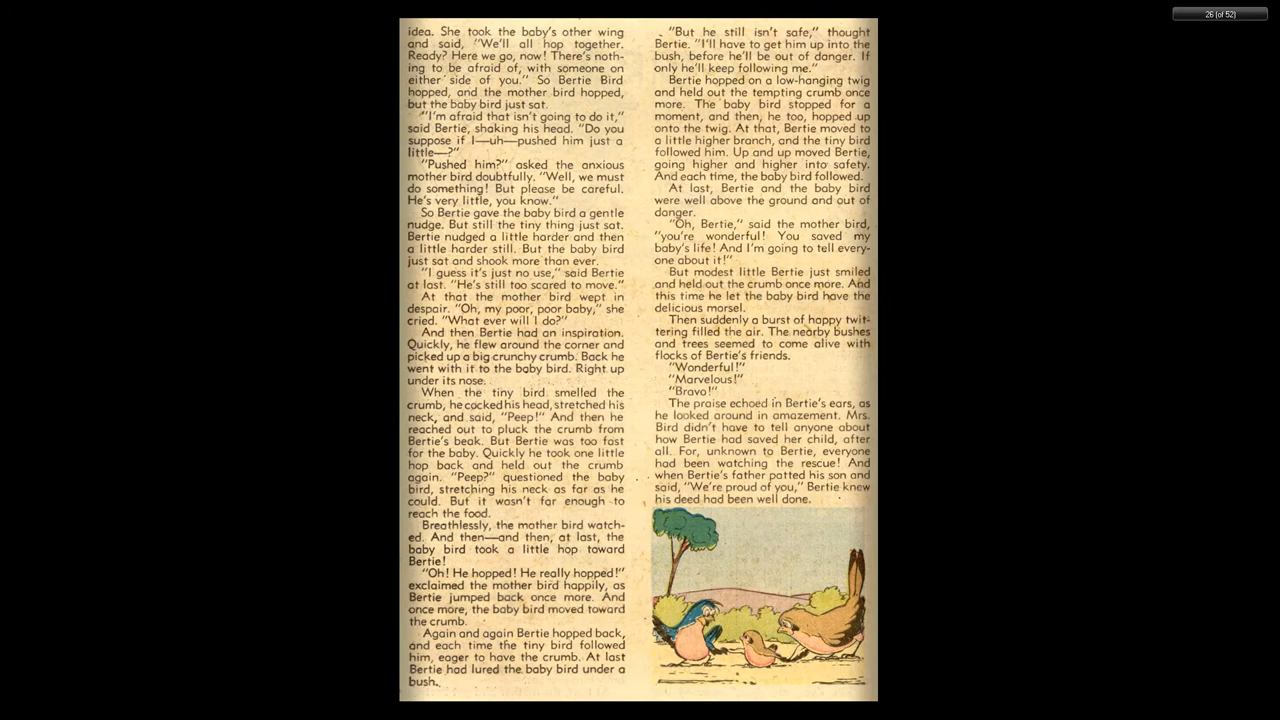 26 (of 52)
idea. She took the baby's other wing
and said, "We'll all hop together.
Ready? Here we go, now! There's noth-
ing to be afraid of, with someone on
either side of you." So Bertie Bird
hopped, and the mother bird hopped,
but the baby bird just sat.
"I'm afraid that isn't going to do it,"
said Bertie, shaking his head. "Do you
suppose if I—uh—pushed him just a
little—?"
"Pushed him?" asked the anxious
mother bird doubtfully. "Well, we must
do something! But please be careful.
He's very little, you know."
So Bertie gave the baby bird a gentle
nudge. But still the tiny thing just sat.
Bertie nudged a little harder and then
a little harder still. But the baby bird
just sat and shook more than ever.
"I guess it's just no use," said Bertie
at last. "He's still too scared to move."
At that the mother bird wept in
despair. "Oh, my poor, poor baby," she
cried. "What ever will I do?"
And then Bertie had an inspiration.
Quickly, he flew around the corner and
picked up a big crunchy crumb. Back he
went with it to the baby bird. Right up
under its nose.
When the tiny bird smelled the
crumb, he cocked his head, stretched his
neck, and said, "Peep!" And then he
reached out to pluck the crumb from
Bertie's beak. But Bertie was too fast
for the baby. Quickly he took one little
hop back and held out the crumb
again. "Peep?" questioned the baby
bird, stretching his neck as far as he
could. But it wasn't far enough to
reach the food.
Breathlessly, the mother bird watch-
ed. And then—and then, at last, the
baby bird took a little hop toward
Bertie!
"Oh! He hopped! He really hopped!"
exclaimed the mother bird happily, as
Bertie jumped back once more. And
once more, the baby bird moved toward
the crumb.
Again and again Bertie hopped back,
and each time the tiny bird followed
him, eager to have the crumb. At last
Bertie had lured the baby bird under a
bush.
"But he still isn't safe," thought
Bertie. "I'll have to get him up into the
bush, before he'll be out of danger. If
only he'll keep following me."
Bertie hopped on a low-hanging twig
and held out the tempting crumb once
more. The baby bird stopped for a
moment, and then, he too, hopped up
onto the twig. At that, Bertie moved to
a little higher branch, and the tiny bird
followed him. Up and up moved Bertie,
going higher and higher into safety.
And each time, the baby bird followed.
At last, Bertie and the baby bird
were well above the ground and out of
danger.
"Oh, Bertie," said the mother bird,
"you're wonderful! You saved my
baby's life! And I'm going to tell every-
one about it!"
But modest little Bertie just smiled
and held out the crumb once more. And
this time he let the baby bird have the
delicious morsel.
Then suddenly a burst of happy twit-
tering filled the air. The nearby bushes
and trees seemed to come alive with
flocks of Bertie's friends.
"Wonderful!"
"Marvelous!"
"Bravo!"
The praise echoed in Bertie's ears, as
he looked around in amazement. Mrs.
Bird didn't have to tell anyone about
how Bertie had saved her child, after
all. For, unknown to Bertie, everyone
had been watching the rescue! And
when Bertie's father patted his son and
said, "We're proud of you," Bertie knew
his deed had been well done.